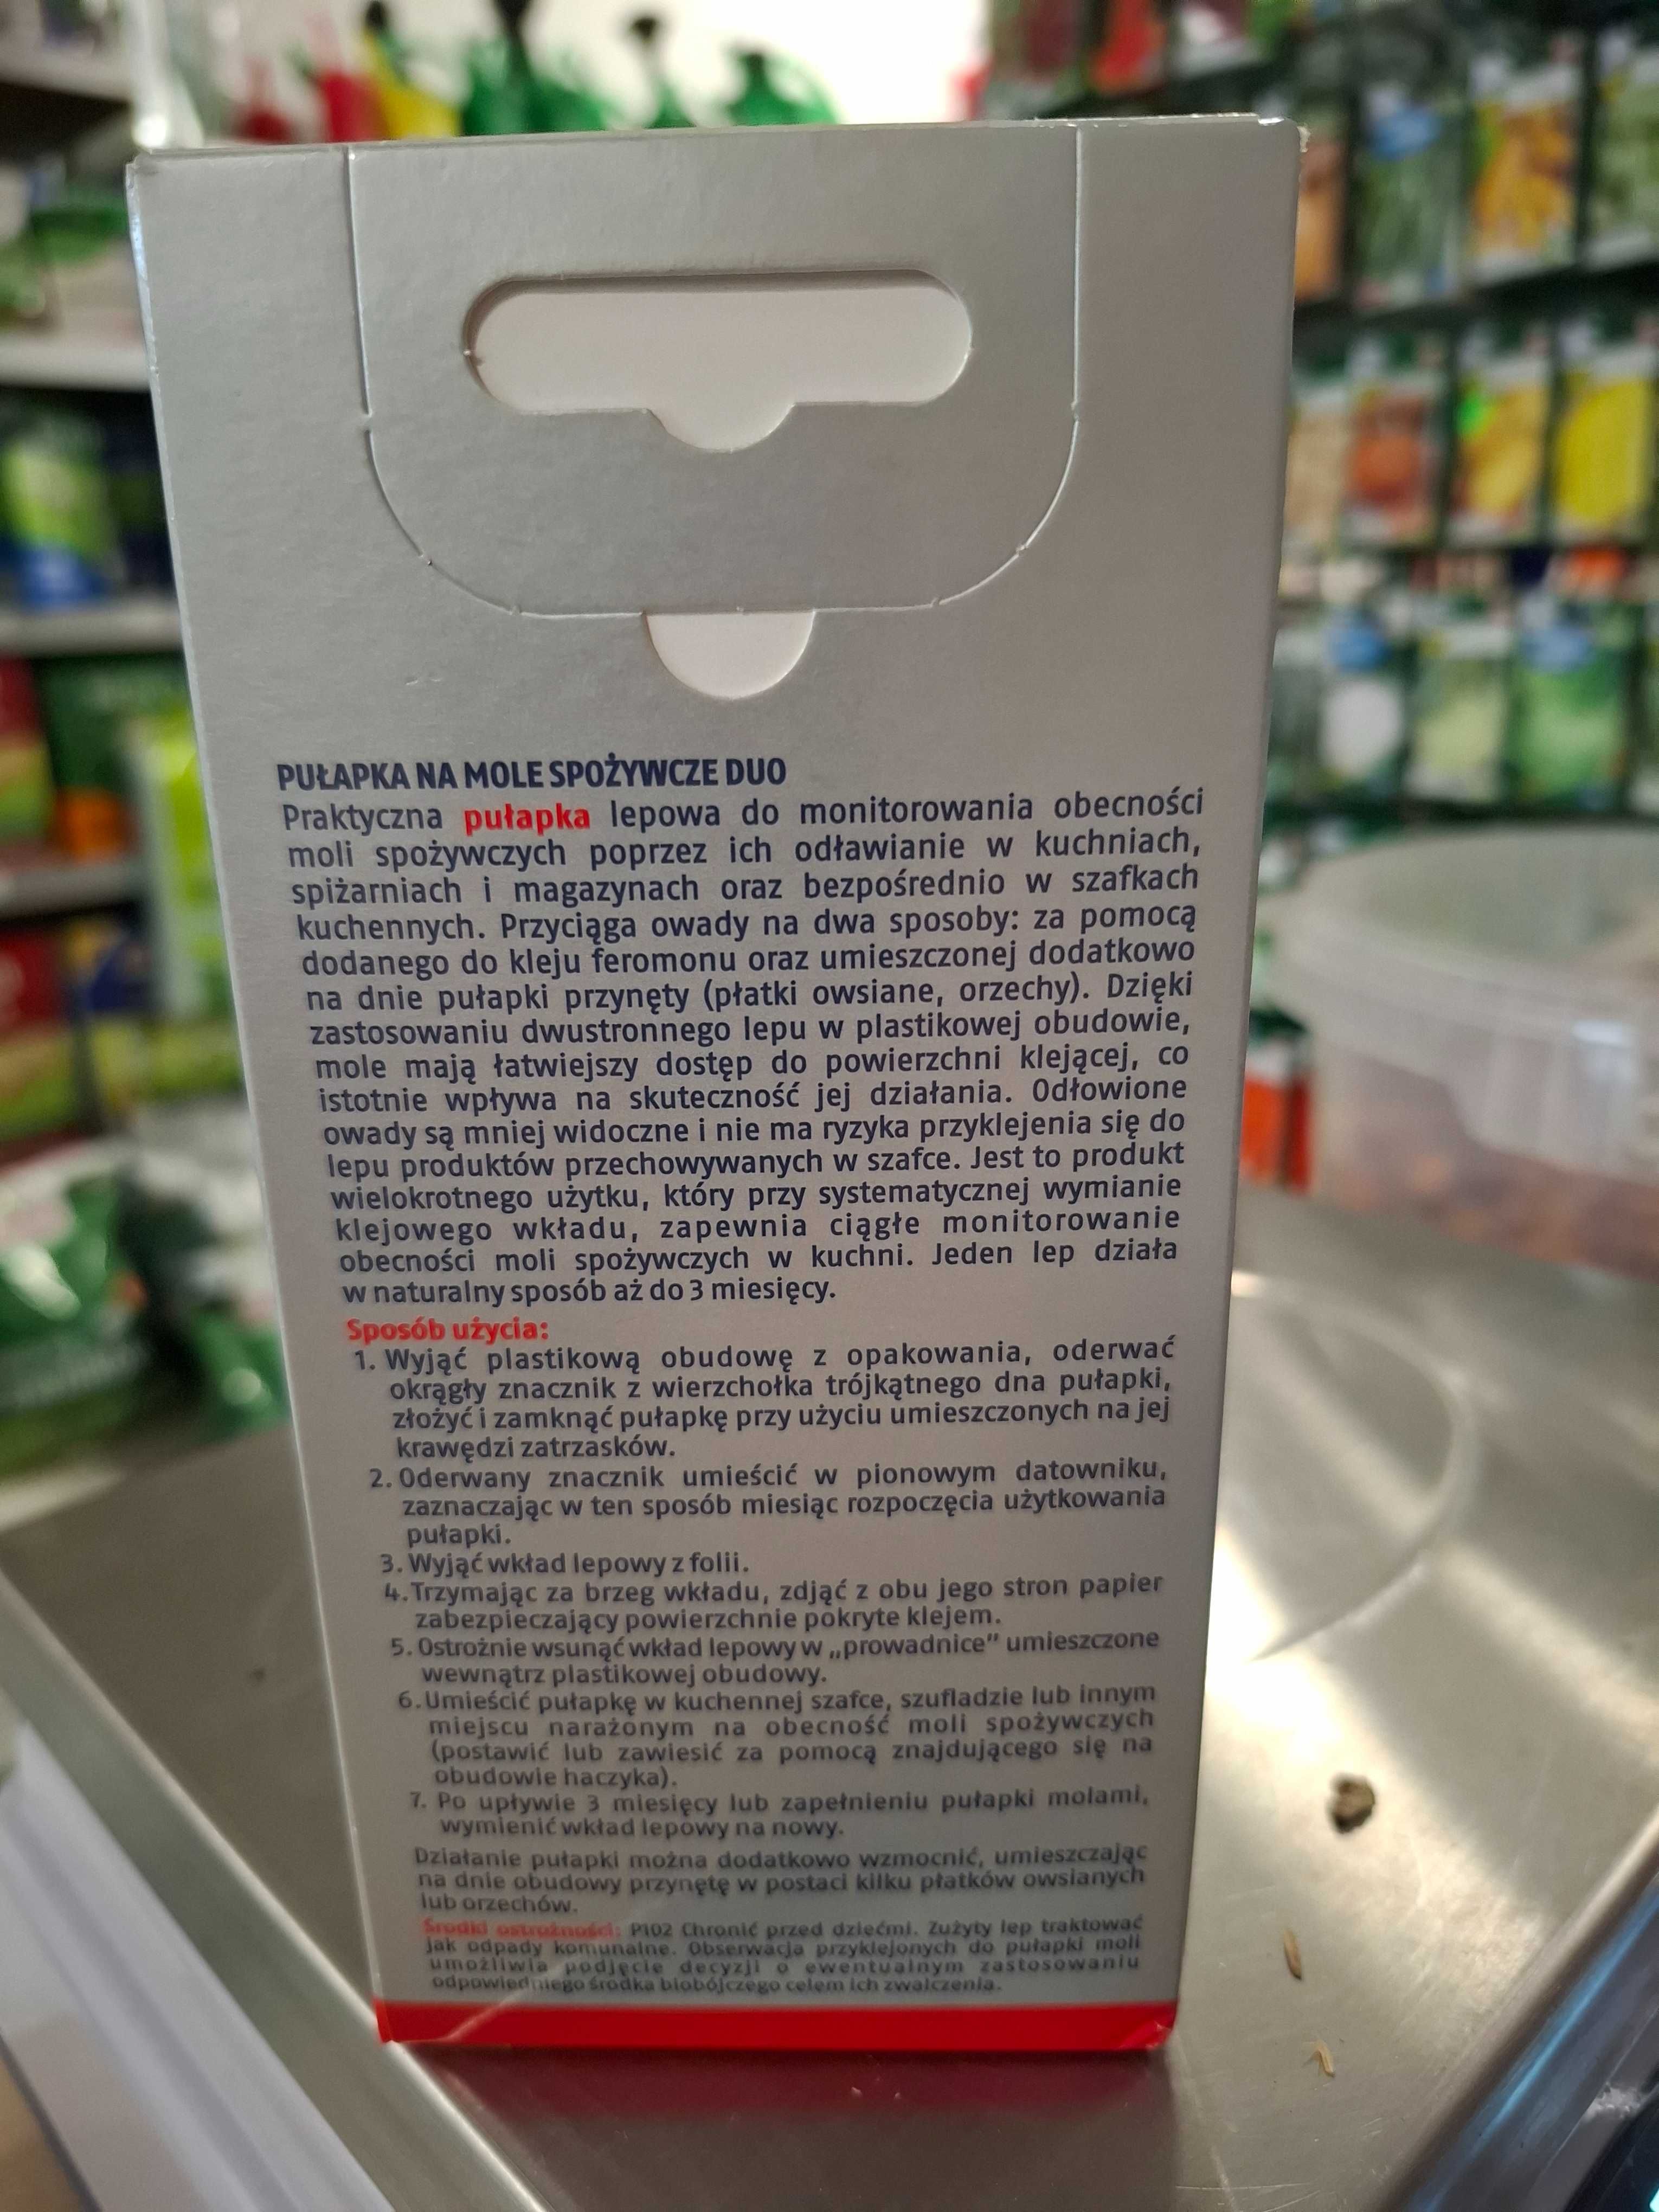 PUŁAPKA NA MOLE SPOŻYWCZE DUO
Praktyczna pułapka lepowa do monitorowania obecności
moli spożywczych poprzez ich odławianie w kuchniach,
spiżarniach i magazynach oraz bezpośrednio w szafkach
kuchennych. Przyciąga owady na dwa sposoby: za pomocą
dodanego do kleju feromonu oraz umieszczonej dodatkowo
na dnie pułapki przynęty (płatki owsiane, orzechy). Dzięki
zastosowaniu dwustronnego lepu w plastikowej obudowie,
mole mają łatwiejszy dostęp do powierzchni klejącej, co
istotnie wpływa na skuteczność jej działania. Odłowione
owady są mniej widoczne i nie ma ryzyka przyklejenia się do
lepu produktów przechowywanych w szafce. Jest to produkt
wielokrotnego użytku, który przy systematycznej wymianie
klejowego wkładu, zapewnia ciągłe monitorowanie
obecności moli spożywczych w kuchni. Jeden lep działa
w naturalny sposób aż do 3 miesięcy.
Sposób użycia:
1. Wyjąć plastikową obudowę z opakowania, oderwać
okrągły znacznik z wierzchołka trójkątnego dna pułapki,
złożyć i zamknąć pułapkę przy użyciu umieszczonych na jej
krawędzi zatrzasków.
2. Oderwany znacznik umieścić w pionowym datowniku,
zaznaczając w ten sposób miesiąc rozpoczęcia użytkowania
pułapki.
3. Wyjąć wkład lepowy z folii.
4. Trzymając za brzeg wkładu, zdjąć z obu jego stron papier
zabezpieczający powierzchnie pokryte klejem.
5. Ostrożnie wsunąć wkład lepowy w „prowadnice" umieszczone
wewnątrz plastikowej obudowy.
6. Umieścić pułapkę w kuchennej szafce, szufladzie lub innym
miejscu narażonym na obecność moli spożywczych
(postawić lub zawiesić za pomocą znajdującego się na
obudowie haczyka).
7. Po upływie 3 miesięcy lub zapełnieniu pułapki molami,
wymienić wkład lepowy na nowy.
Działanie pułapki można dodatkowo wzmocnić, umieszczając
na dnie obudowy przynętę w postaci kilku płatków owsianych
lub orzechów.
Środki ostrożności: P102 Chronić przed dziećmi. Zużyty lep traktować
jak odpady komunalne. Obserwacja przyklejonych do pułapki moli
umożliwia podjęcie decyzji o ewentualnym zastosowaniu
odpowiedniego środka biobójczego celem ich zwalczenia.